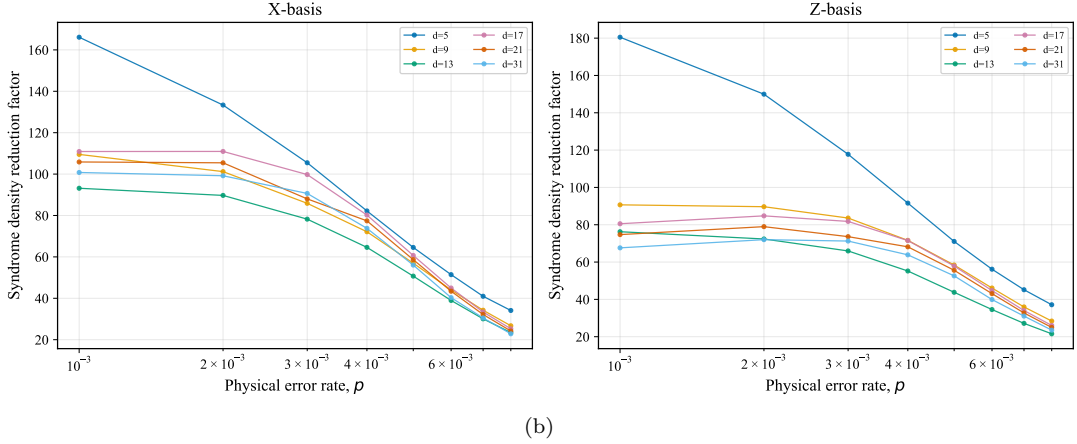 X-basis
Syndrome density reduction factor
160
140
120
100
80
60
40
20
d=5
d=9
d=13
d=17
d=21
d=31
10⁻³
2 × 10⁻³
3 × 10⁻³
4 × 10⁻³
6 × 10⁻³
Physical error rate, p
Z-basis
Syndrome density reduction factor
180
160
140
120
100
80
60
40
20
d=5
d=9
d=13
d=17
d=21
d=31
10⁻³
2 × 10⁻³
3 × 10⁻³
4 × 10⁻³
6 × 10⁻³
Physical error rate, p
(b)